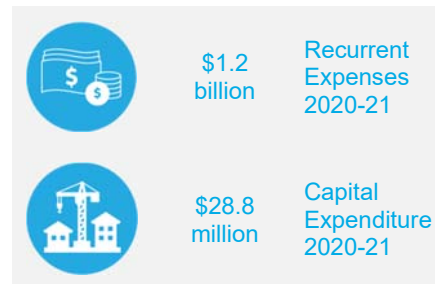 $
$
$1.2
billion
Recurrent
Expenses
2020-21
$28.8
million
Capital
Expenditure
2020-21